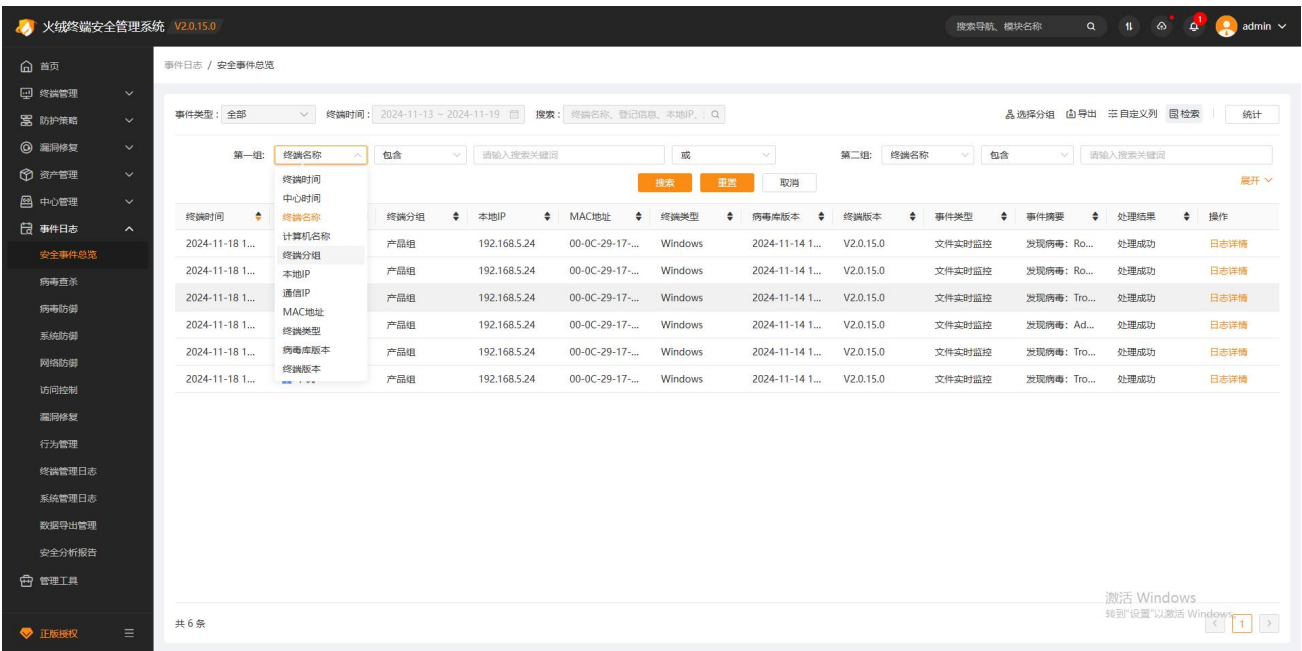 火绒终端安全管理系统 V2.0.15.0 搜索导航、模块名称 1 admin
首页
终端管理
防护策略
漏洞修复
资产管理
中心管理
事件日志
安全事件总览
病毒查杀
病毒防御
系统防御
网络防御
访问控制
漏洞修复
行为管理
终端管理日志
系统管理日志
数据导出管理
安全分析报告
管理工具
正版授权
事件日志 / 安全事件总览
事件类型: 全部 终端时间: 2024-11-13 ~ 2024-11-19 搜索: 终端名称、登记信息、本地IP、: 选择分组 导出 自定义列 检索 统计
第一组: 终端名称 包含 请输入搜索关键词 或 第二组: 终端名称 包含 请输入搜索关键词
搜索 重置 取消 展开
终端时间
中心时间
终端名称
计算机名称
终端分组
本地IP
通信IP
MAC地址
终端类型
病毒库版本
终端版本
终端时间 终端分组 本地IP MAC地址 终端类型 病毒库版本 终端版本 事件类型 事件摘要 处理结果 操作
2024-11-18 1... 产品组 192.168.5.24 00-0C-29-17-... Windows 2024-11-14 1... V2.0.15.0 文件实时监控 发现病毒: Ro... 处理成功 日志详情
2024-11-18 1... 产品组 192.168.5.24 00-0C-29-17-... Windows 2024-11-14 1... V2.0.15.0 文件实时监控 发现病毒: Ro... 处理成功 日志详情
2024-11-18 1... 产品组 192.168.5.24 00-0C-29-17-... Windows 2024-11-14 1... V2.0.15.0 文件实时监控 发现病毒: Tro... 处理成功 日志详情
2024-11-18 1... 产品组 192.168.5.24 00-0C-29-17-... Windows 2024-11-14 1... V2.0.15.0 文件实时监控 发现病毒: Ad... 处理成功 日志详情
2024-11-18 1... 产品组 192.168.5.24 00-0C-29-17-... Windows 2024-11-14 1... V2.0.15.0 文件实时监控 发现病毒: Tro... 处理成功 日志详情
2024-11-18 1... 产品组 192.168.5.24 00-0C-29-17-... Windows 2024-11-14 1... V2.0.15.0 文件实时监控 发现病毒: Tro... 处理成功 日志详情
激活 Windows
转到"设置"以激活 Windows。
共 6 条 1